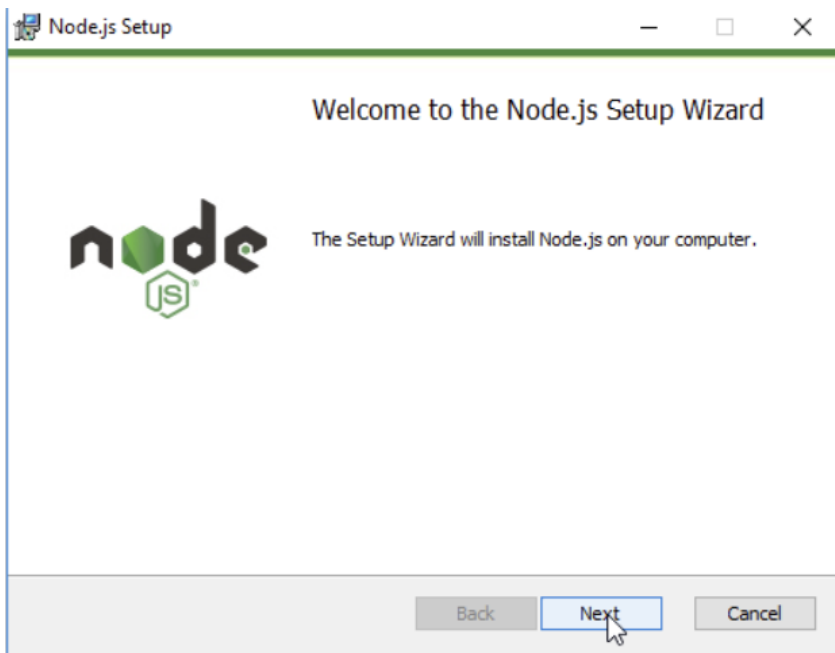 Node.js Setup
Welcome to the Node.js Setup Wizard
node
JS®
The Setup Wizard will install Node.js on your computer.
Back
Next
Cancel